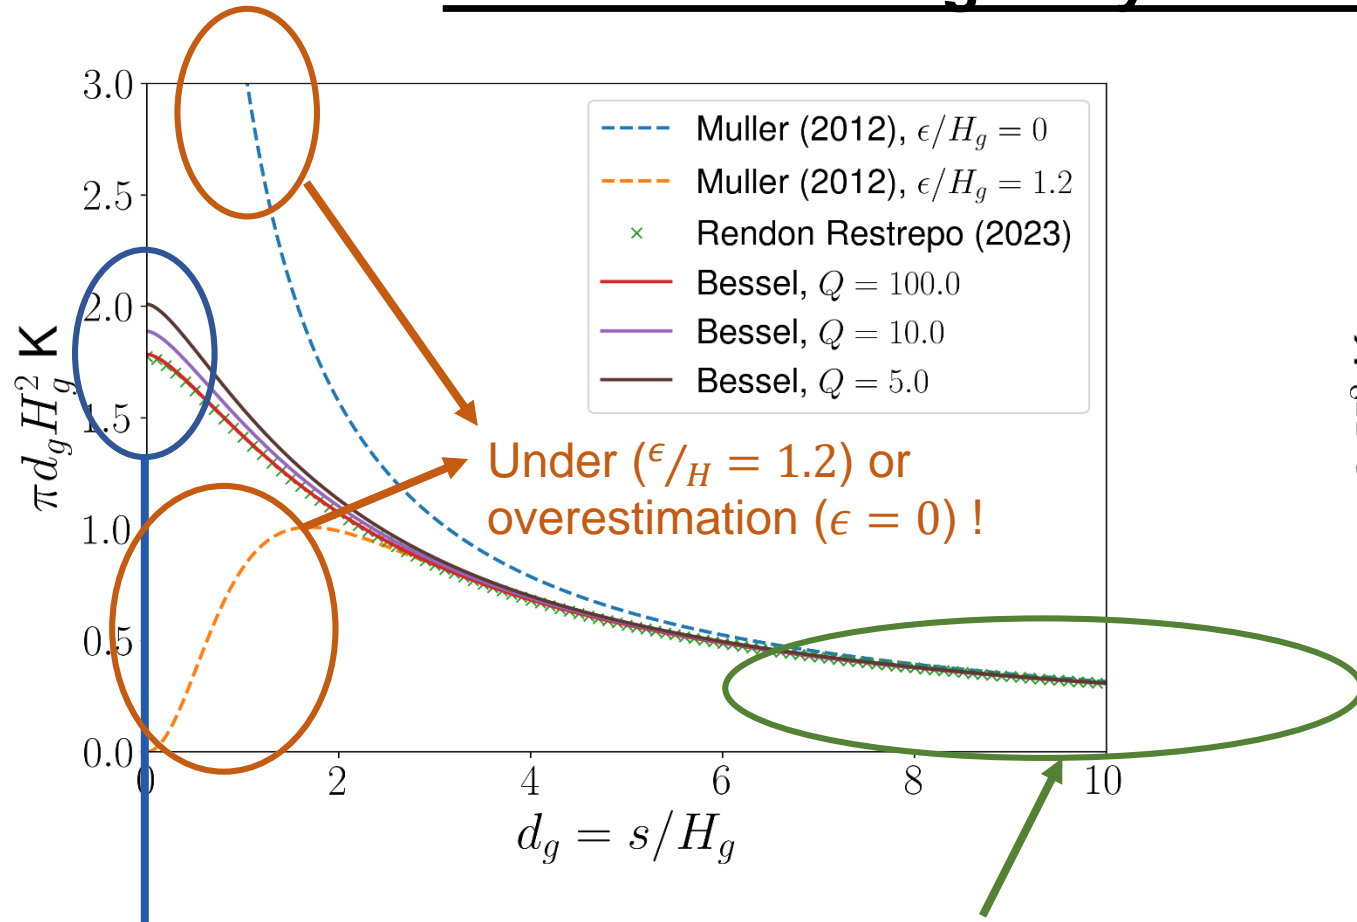 3.0
2.5
2.0
1.5
1.0
0.5
0.0
πd_gH_g^2 K
Muller (2012), ϵ/H_g = 0
Muller (2012), ϵ/H_g = 1.2
Rendon Restrepo (2023)
Bessel, Q = 100.0
Bessel, Q = 10.0
Bessel, Q = 5.0
Under (ϵ/_H = 1.2) or
overestimation (ϵ = 0) !
0 2 4 6 8 10
d_g = s/H_g